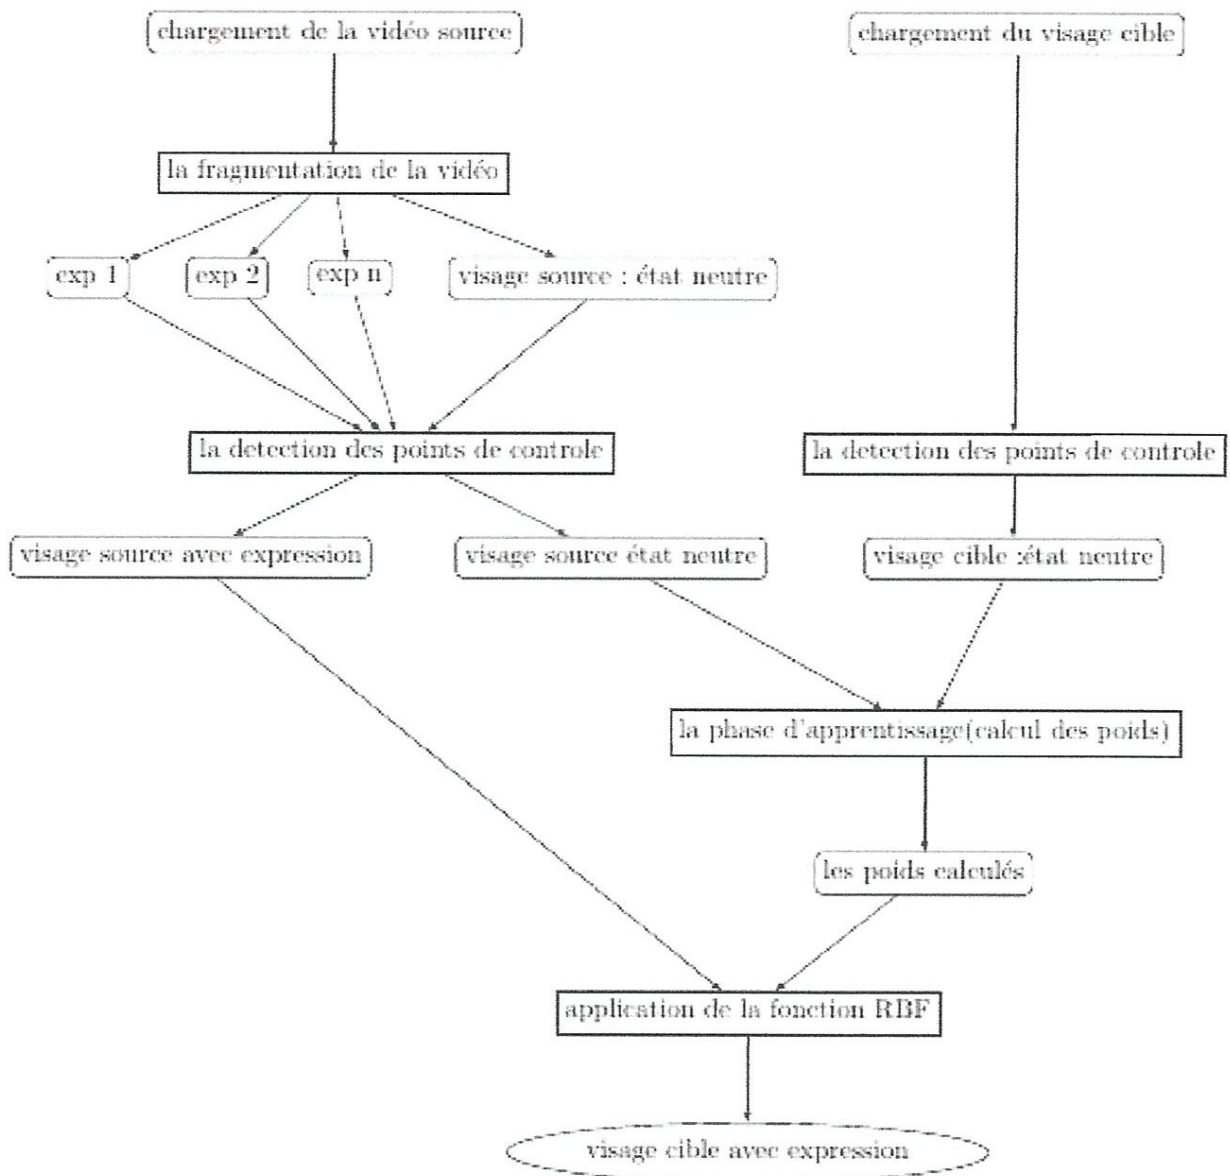 chargement de la vidéo source
chargement du visage cible
la fragmentation de la vidéo
exp 1
exp 2
exp n
visage source : état neutre
la detection des points de controle
la detection des points de controle
visage source avec expression
visage source état neutre
visage cible :état neutre
la phase d'apprentissage(calcul des poids)
les poids calculés
application de la fonction RBF
visage cible avec expression